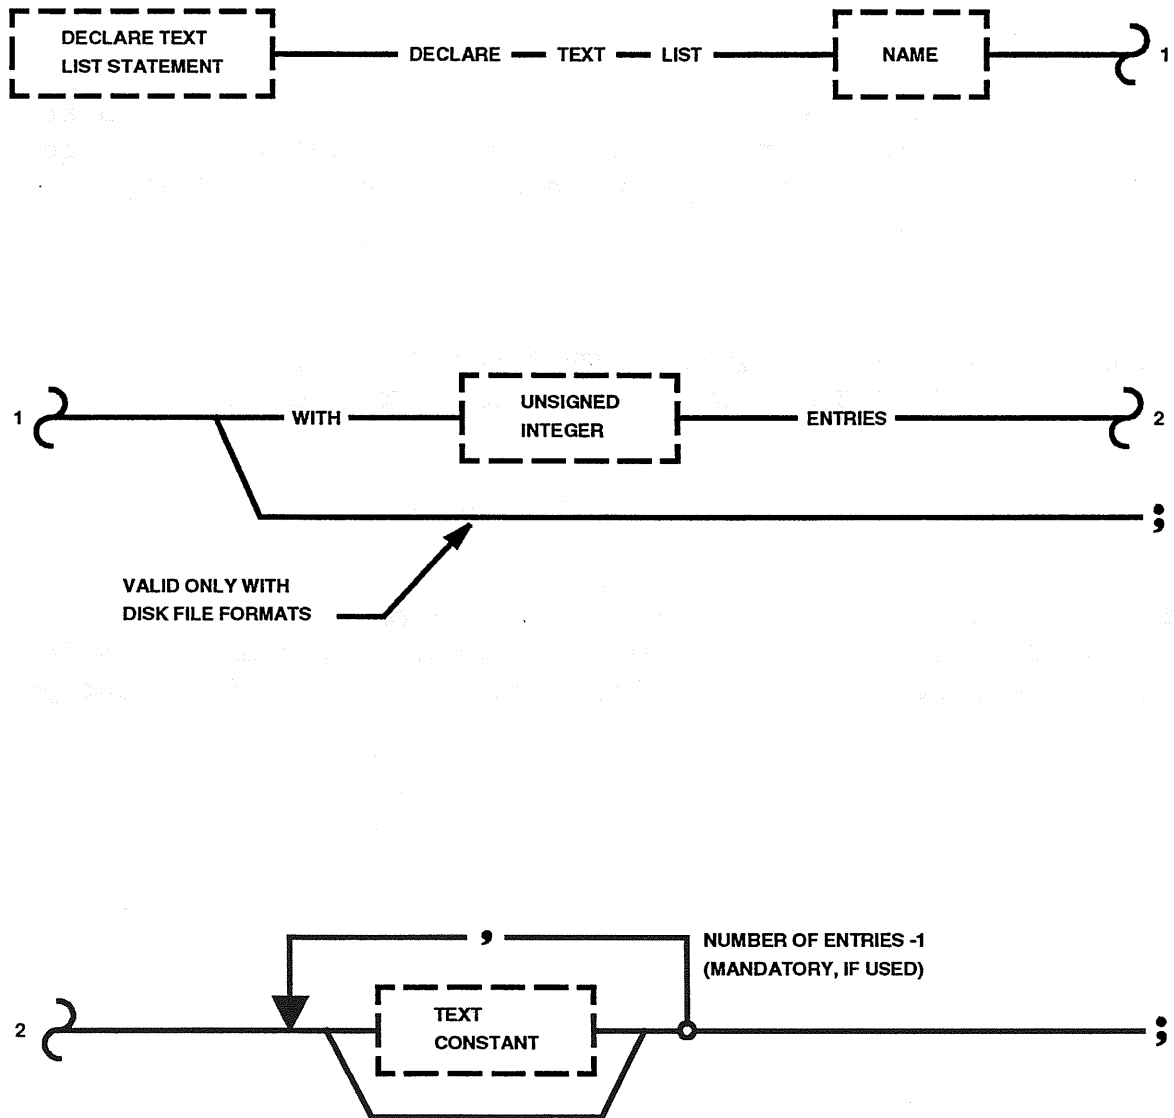 DECLARE TEXT
LIST STATEMENT
DECLARE TEXT LIST
NAME
1
1
WITH
UNSIGNED
INTEGER
ENTRIES
2
;
VALID ONLY WITH
DISK FILE FORMATS
,
NUMBER OF ENTRIES -1
(MANDATORY, IF USED)
2
TEXT
CONSTANT
;